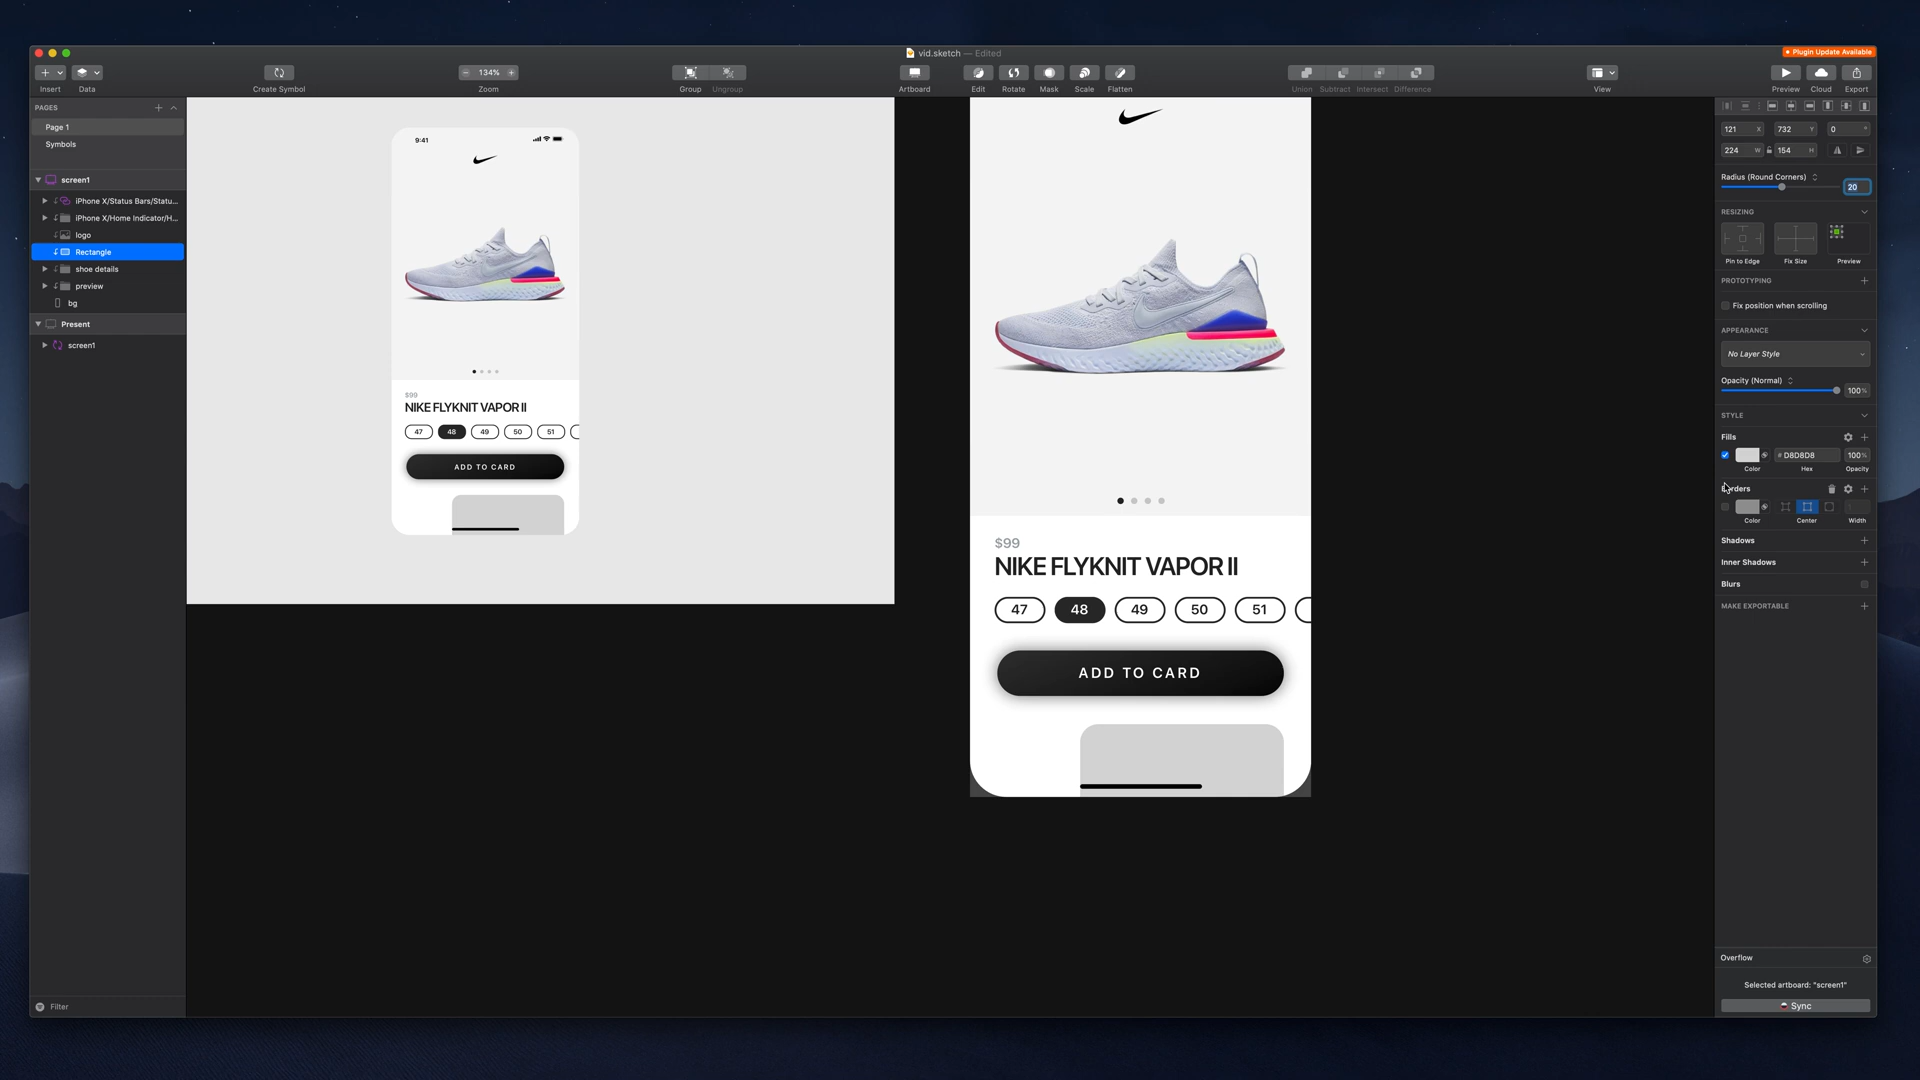 vid.sketch — Edited
Plugin Update Available
134%
Insert
Data
Create Symbol
Zoom
Group
Ungroup
Artboard
Edit
Rotate
Mask
Scale
Flatten
Union
Subtract
Intersect
Difference
View
Preview
Cloud
Export
PAGES
Page 1
Symbols
screen1
iPhone X/Status Bars/Statu...
iPhone X/Home Indicator/H...
logo
Rectangle
shoe details
preview
bg
Present
screen1
Filter
9:41
$99
NIKE FLYKNIT VAPOR II
47
48
49
50
51
ADD TO CARD
$99
NIKE FLYKNIT VAPOR II
47
48
49
50
51
ADD TO CARD
121 X
732 Y
0 °
224 W
154 H
Radius (Round Corners)
20
RESIZING
Pin to Edge
Fix Size
Preview
PROTOTYPING
Fix position when scrolling
APPEARANCE
No Layer Style
Opacity (Normal)
100%
STYLE
Fills
# D8D8D8
100%
Color
Hex
Opacity
Borders
Color
Center
Width
Shadows
Inner Shadows
Blurs
MAKE EXPORTABLE
Overflow
Selected artboard: "screen1"
Sync